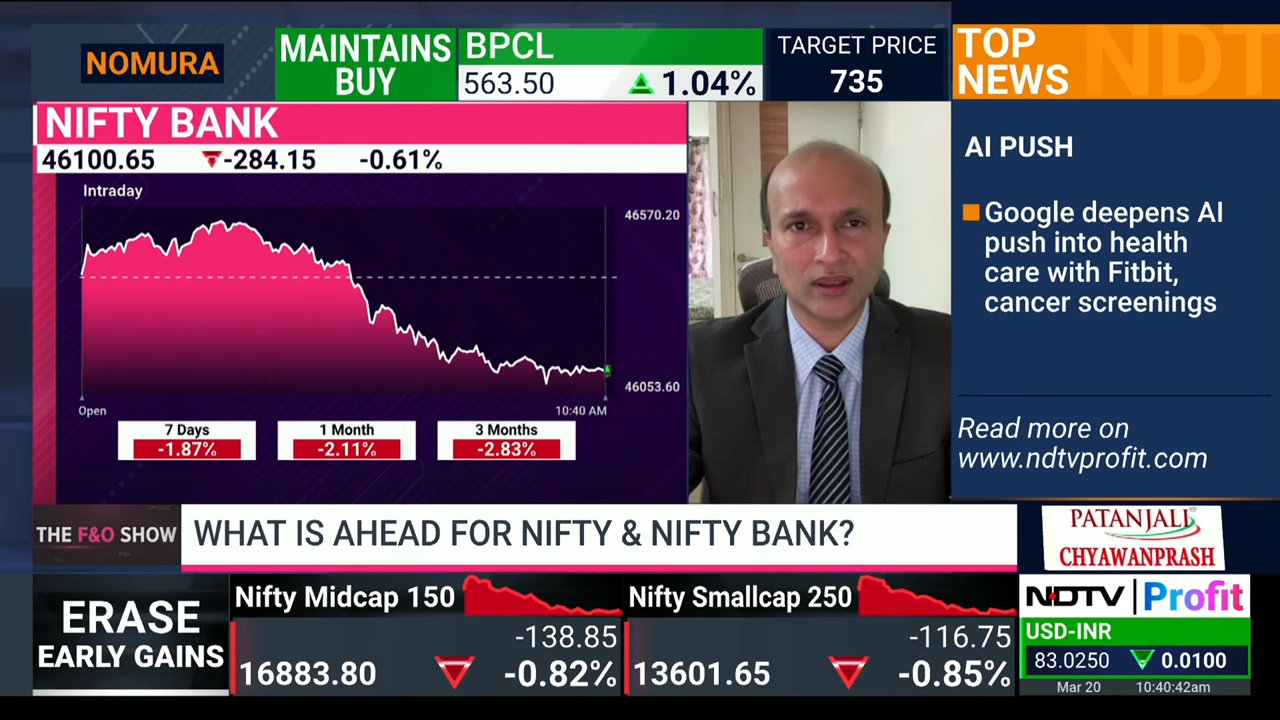 NOMURA
MAINTAINS
BUY
BPCL
563.50
1.04%
TARGET PRICE
735
TOP
NEWS
NDT
NIFTY BANK
46100.65
-284.15
-0.61%
Intraday
46570.20
46053.60
Open
10:40 AM
7 Days
-1.87%
1 Month
-2.11%
3 Months
-2.83%
AI PUSH
Google deepens AI
push into health
care with Fitbit,
cancer screenings
Read more on
www.ndtvprofit.com
THE F&O SHOW
WHAT IS AHEAD FOR NIFTY & NIFTY BANK?
PATANJALI
CHYAWANPRASH
ERASE
EARLY GAINS
Nifty Midcap 150
-138.85
16883.80
-0.82%
Nifty Smallcap 250
-116.75
13601.65
-0.85%
NDTV Profit
USD-INR
83.0250
0.0100
Mar 20
10:40:42am